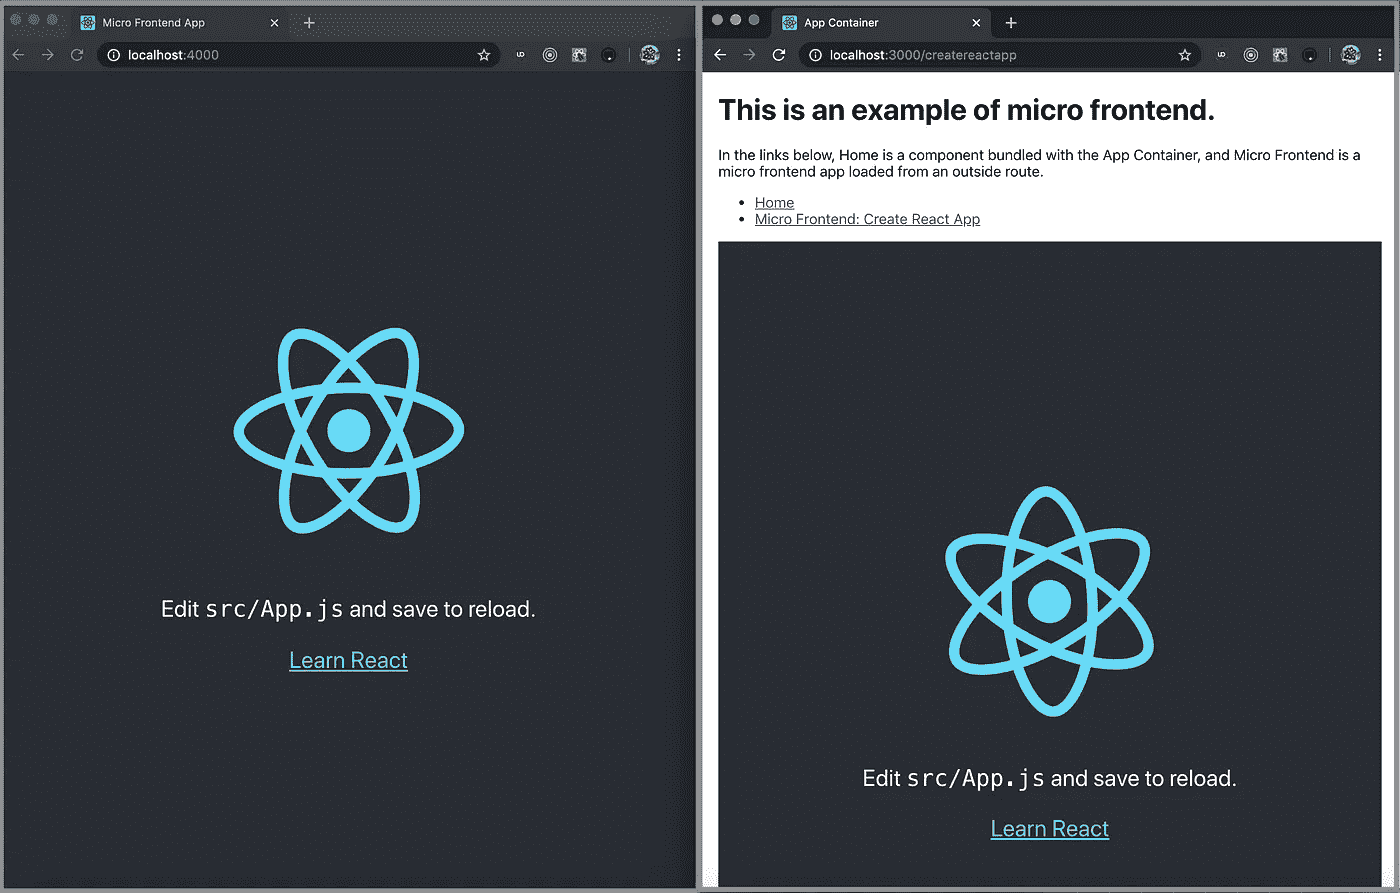 Micro Frontend App
localhost:4000
Edit src/App.js and save to reload.
Learn React
App Container
localhost:3000/createreactapp
This is an example of micro frontend.
In the links below, Home is a component bundled with the App Container, and Micro Frontend is a
micro frontend app loaded from an outside route.
Home
Micro Frontend: Create React App
Edit src/App.js and save to reload.
Learn React